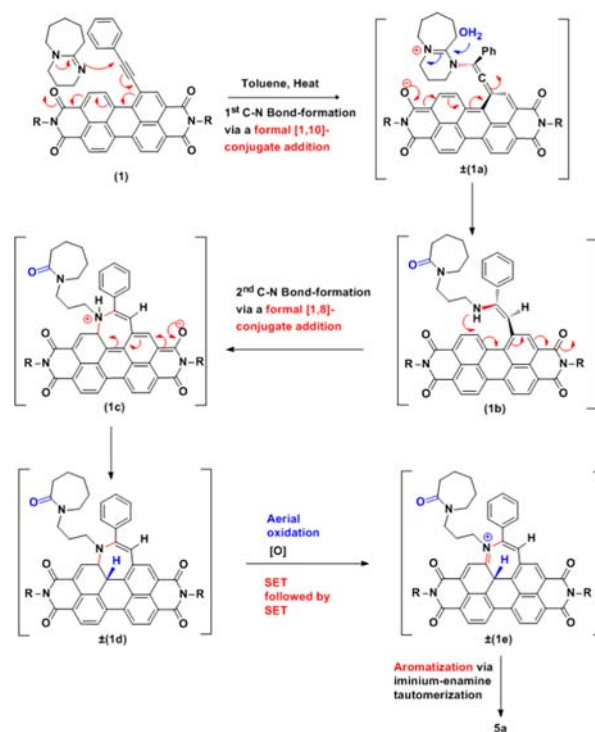 N
N
O
O
R-N
N-R
O
O
(1)
Toluene, Heat
1st C-N Bond-formation
via a formal [1,10]-
conjugate addition
OH2
Ph
N
N
O
O
R-N
N-R
O
O
±(1a)
O
N
H
N
H
O
O
R-N
N-R
O
O
(1c)
2nd C-N Bond-formation
via a formal [1,8]-
conjugate addition
O
N
N
H
H
O
O
R-N
N-R
O
O
(1b)
O
N
N
H
H
O
O
R-N
N-R
O
O
±(1d)
Aerial
oxidation
[O]
SET
followed by
SET
O
N
N
H
H
O
O
R-N
N-R
O
O
±(1e)
Aromatization via
iminium-enamine
tautomerization
5a